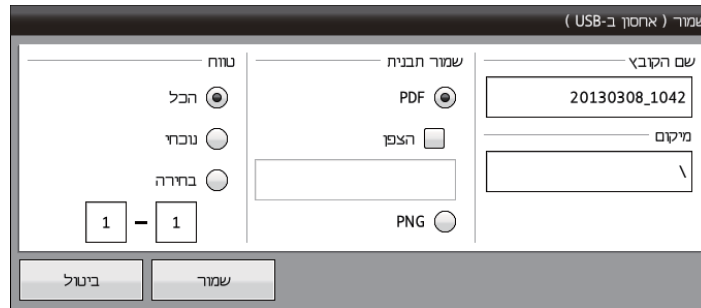 שמור ( אחסון ב-USB )
שם הקובץ
20130308_1042
מיקום
\
שמור תבנית
PDF
הצפן
PNG
טווח
הכל
נוכחי
בחירה
1 – 1
שמור
ביטול